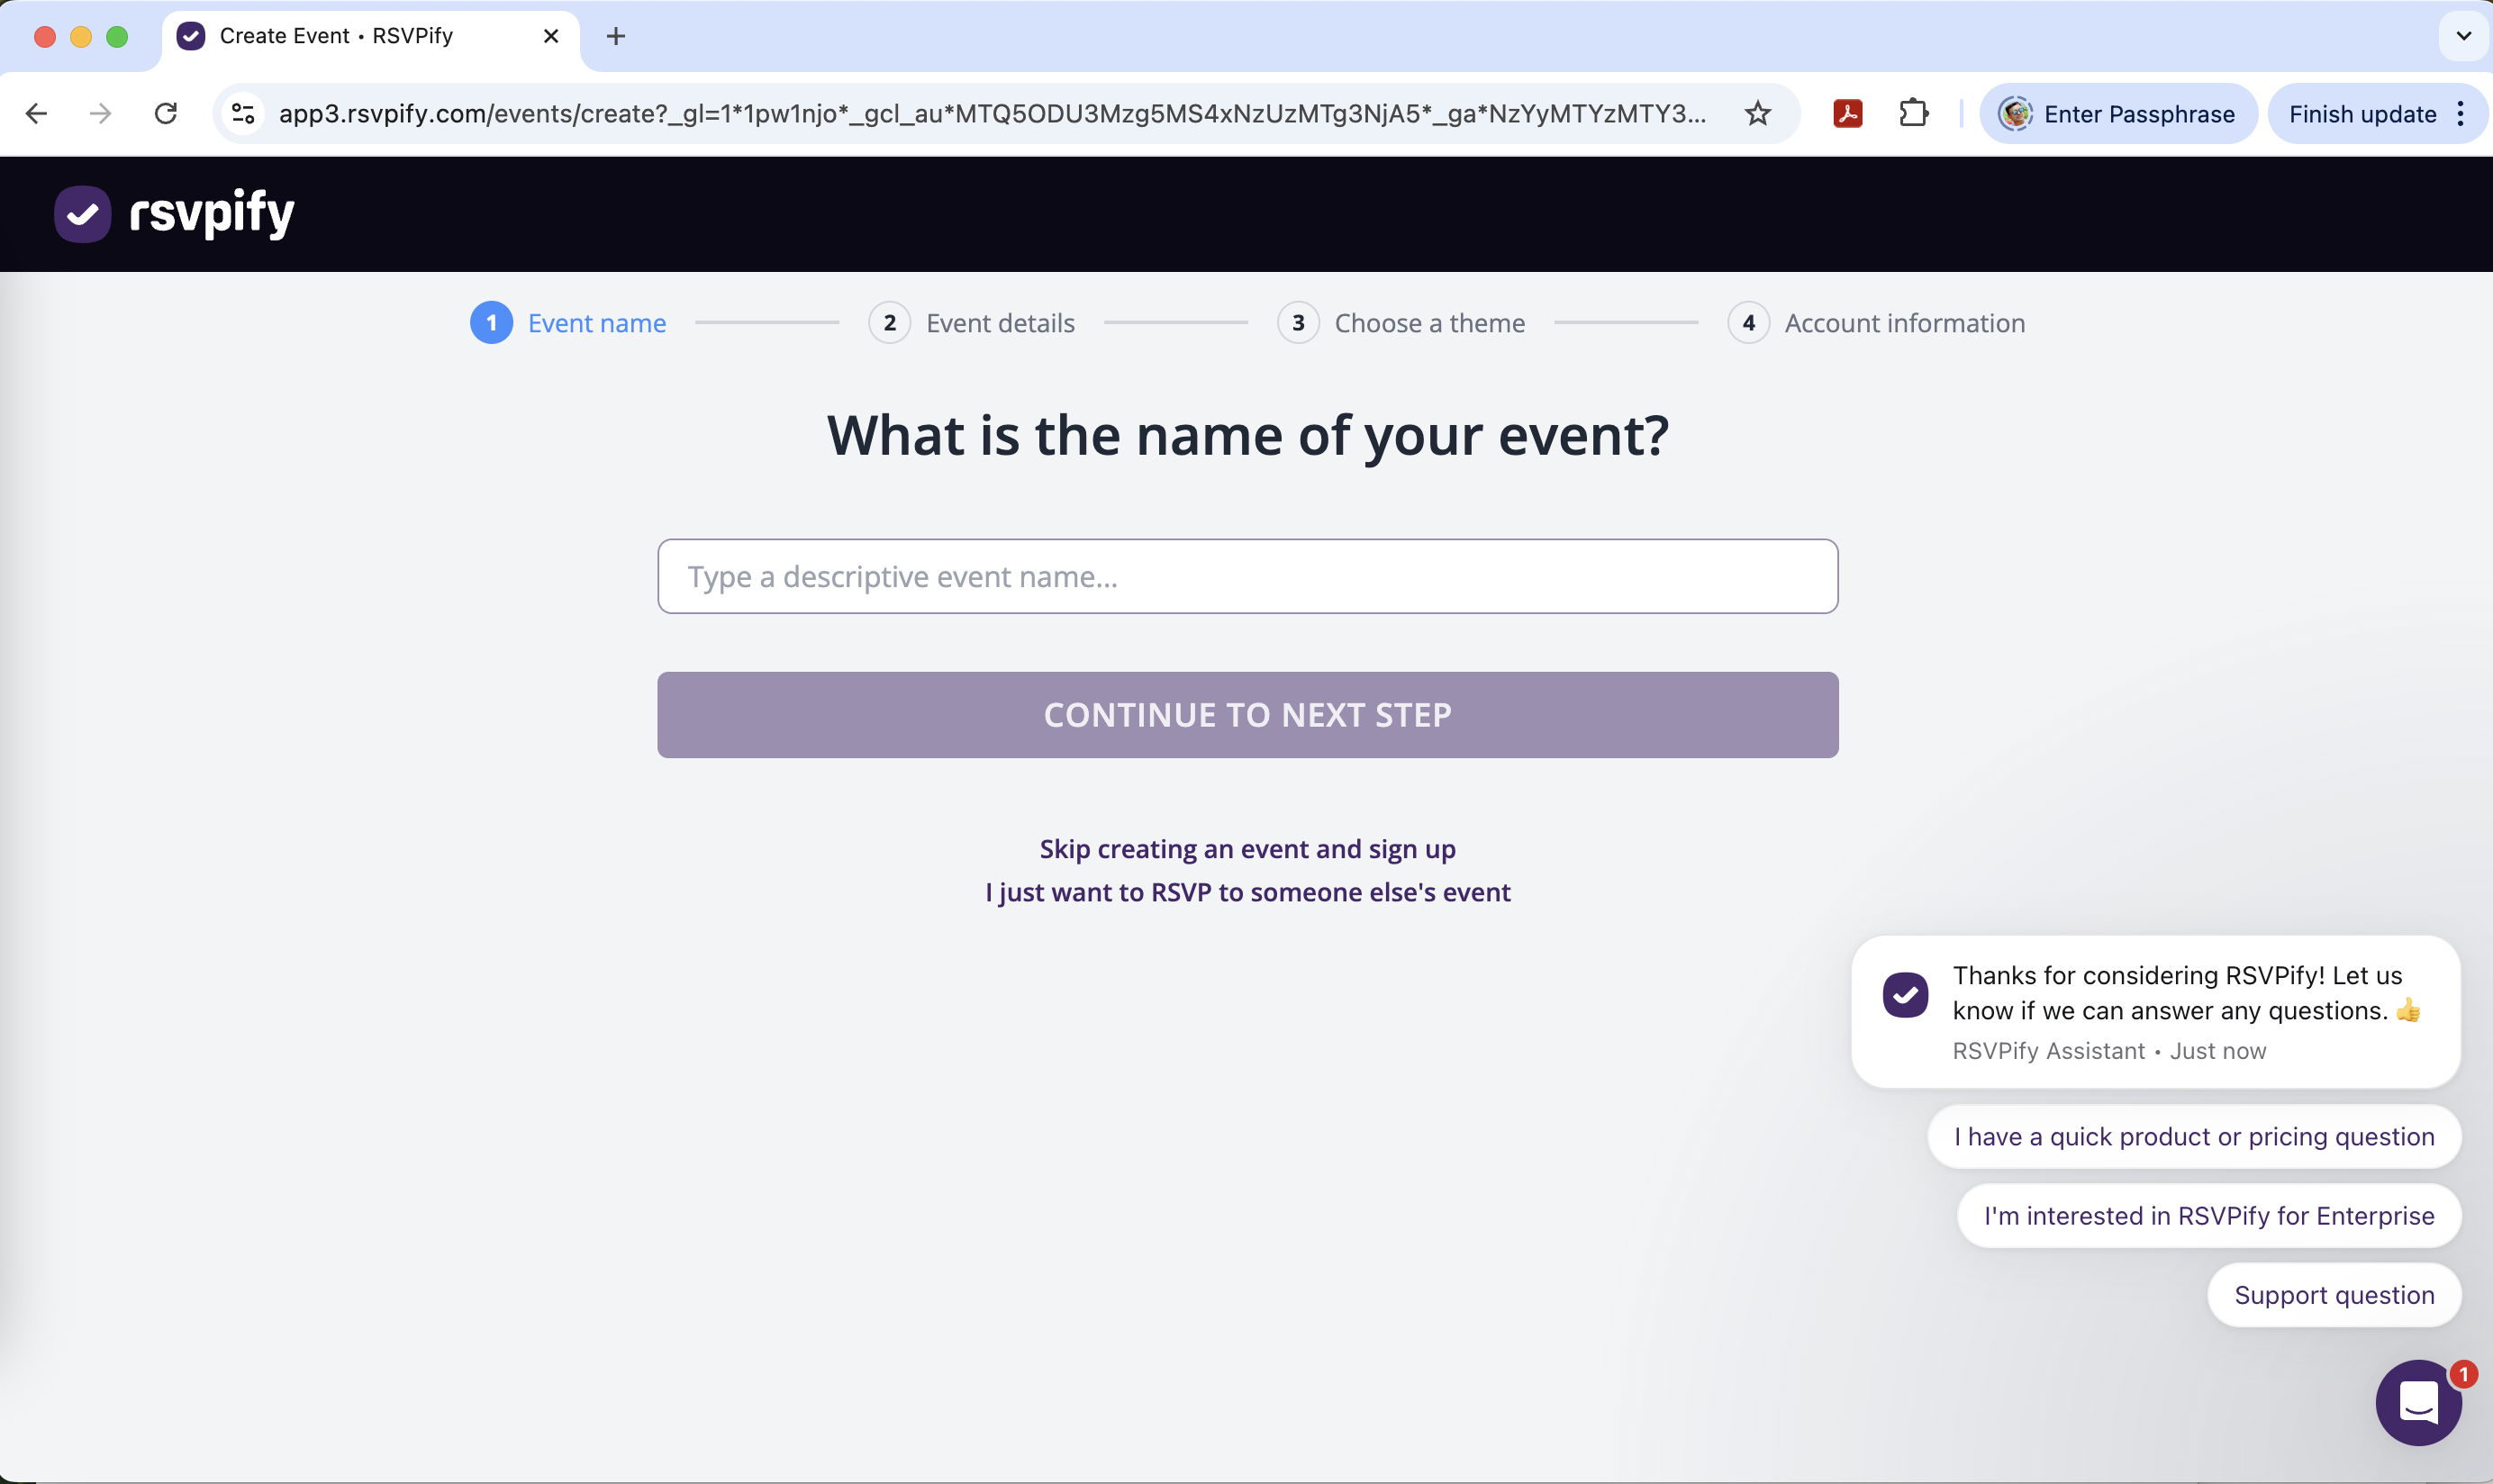 Create Event • RSVPify
app3.rsvpify.com/events/create?_gl=1*1pw1njo*_gcl_au*MTQ5ODU3Mzg5MS4xNzUzMTg3NjA5*_ga*NzYyMTYzMTY3...
Enter Passphrase
Finish update
rsvpify
1 Event name
2 Event details
3 Choose a theme
4 Account information
What is the name of your event?
Type a descriptive event name...
CONTINUE TO NEXT STEP
Skip creating an event and sign up
I just want to RSVP to someone else's event
Thanks for considering RSVPify! Let us
know if we can answer any questions. 👍
RSVPify Assistant • Just now
I have a quick product or pricing question
I'm interested in RSVPify for Enterprise
Support question
1